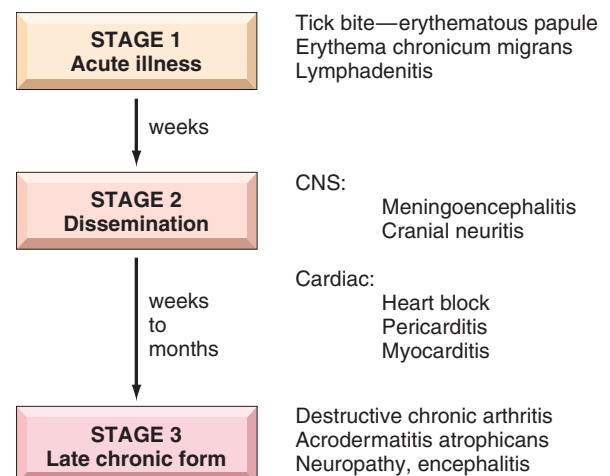 STAGE 1
Acute illness
Tick bite—erythematous papule
Erythema chronicum migrans
Lymphadenitis
weeks
STAGE 2
Dissemination
CNS:
Meningoencephalitis
Cranial neuritis
weeks
to
months
Cardiac:
Heart block
Pericarditis
Myocarditis
STAGE 3
Late chronic form
Destructive chronic arthritis
Acrodermatitis atrophicans
Neuropathy, encephalitis